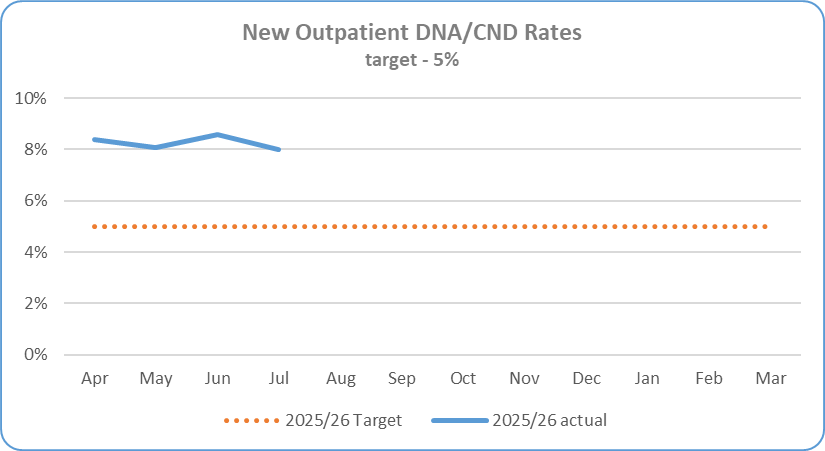 New Outpatient DNA/CND Rates
target - 5%
10%
8%
6%
4%
2%
0%
Apr May Jun Jul Aug Sep Oct Nov Dec Jan Feb Mar
2025/26 Target 2025/26 actual